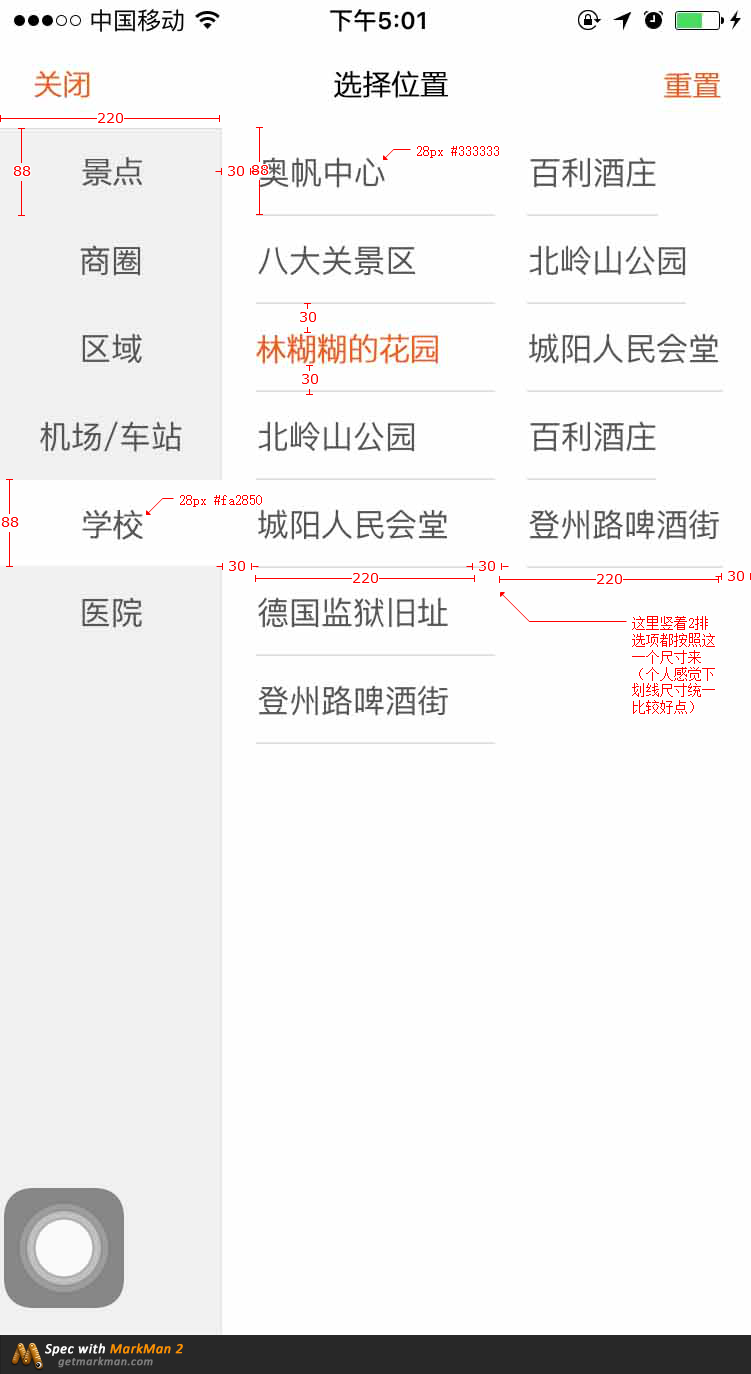 中国移动 下午5:01
关闭 选择位置 重置
220
88
景点
30
88
奥帆中心
28px #333333
百利酒庄
商圈
八大关景区
北岭山公园
30
区域
林糊糊的花园
城阳人民会堂
30
机场/车站
北岭山公园
百利酒庄
28px #fa2850
88
学校
城阳人民会堂
登州路啤酒街
30
30
220
220
30
医院
德国监狱旧址
这里竖着2排
选项都按照这
一个尺寸来
（个人感觉下
划线尺寸统一
比较好点）
登州路啤酒街
Spec with MarkMan 2
getmarkman.com